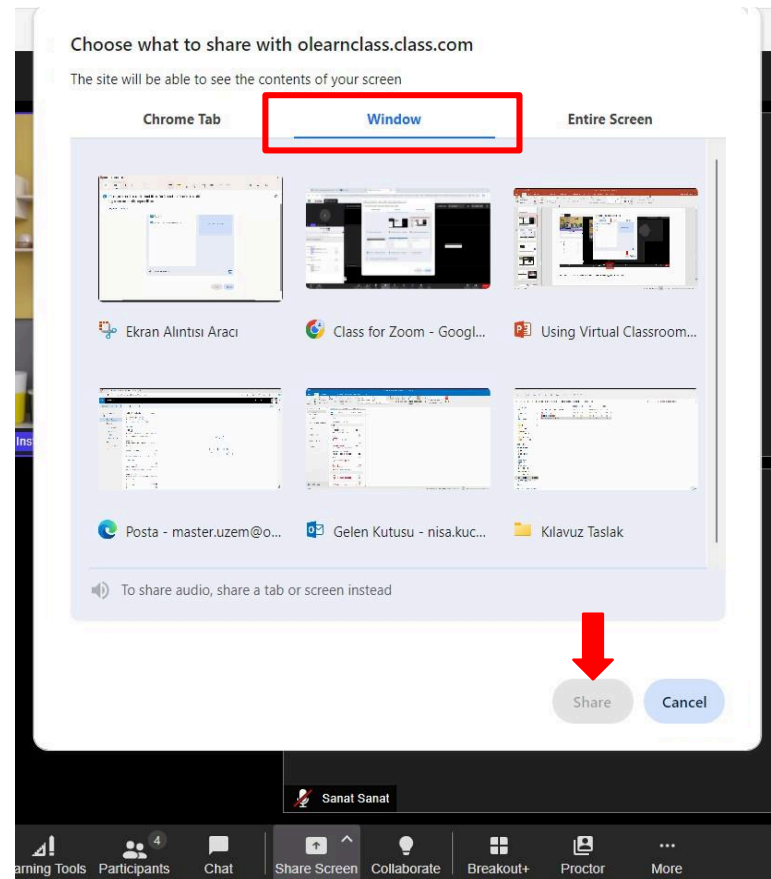 Choose what to share with olearnclass.class.com
The site will be able to see the contents of your screen
Chrome Tab Window Entire Screen
Ekran Alıntısı Aracı Class for Zoom - Googl... Using Virtual Classroom...
Ins
Posta - master.uzem@o... Gelen Kutusu - nisa.kuc... Kılavuz Taslak
To share audio, share a tab or screen instead
Share Cancel
Sanat Sanat
4
arning Tools Participants Chat Share Screen Collaborate Breakout+ Proctor More